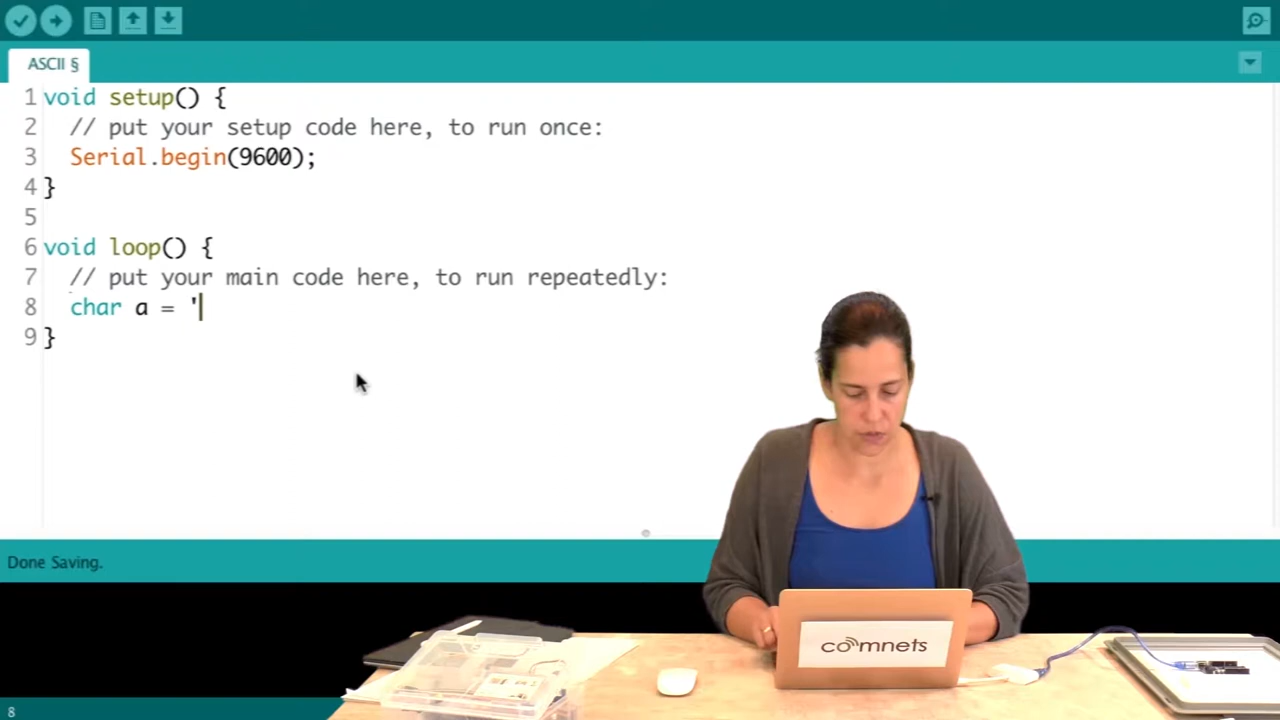 ASCII §
1 void setup() {
2 // put your setup code here, to run once:
3 Serial.begin(9600);
4 }
5
6 void loop() {
7 // put your main code here, to run repeatedly:
8 char a = '
9 }
Done Saving.
comnets
8